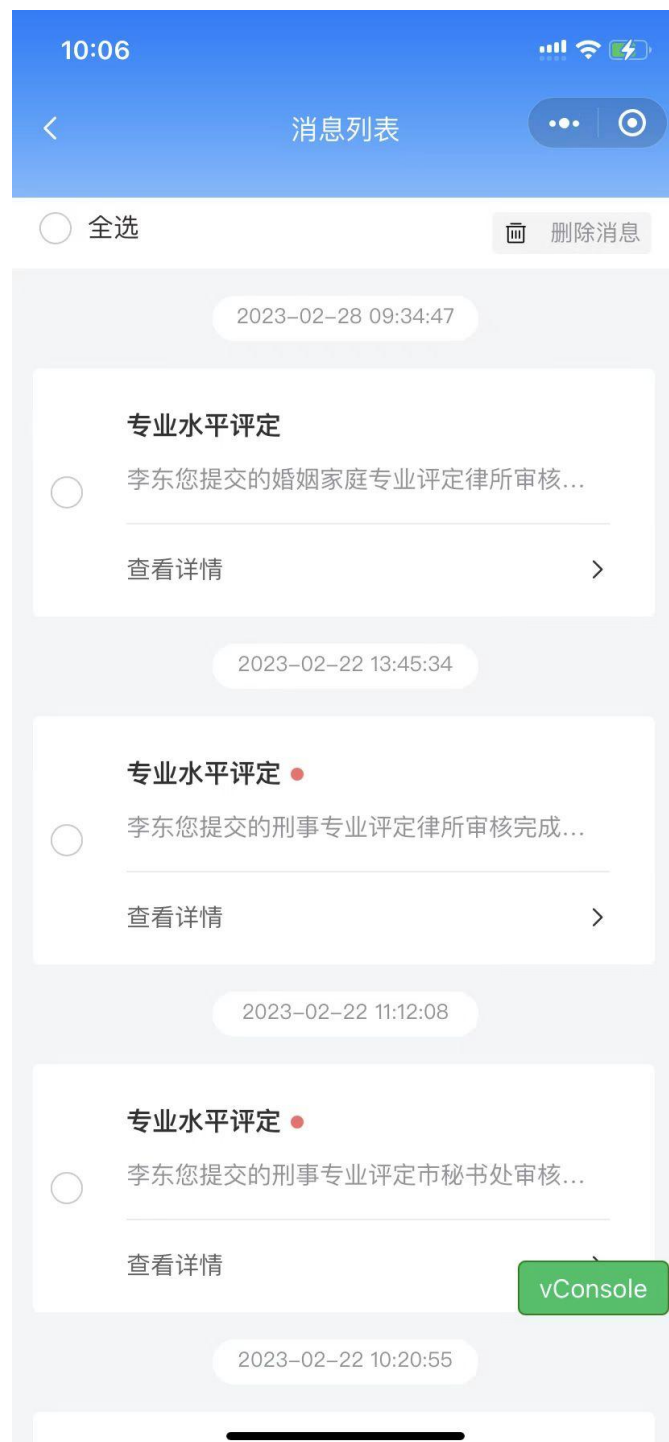 10:06
消息列表
全选
删除消息
2023-02-28 09:34:47
专业水平评定
李东您提交的婚姻家庭专业评定律所审核...
查看详情
2023-02-22 13:45:34
专业水平评定
李东您提交的刑事专业评定律所审核完成...
查看详情
2023-02-22 11:12:08
专业水平评定
李东您提交的刑事专业评定市秘书处审核...
查看详情
vConsole
2023-02-22 10:20:55